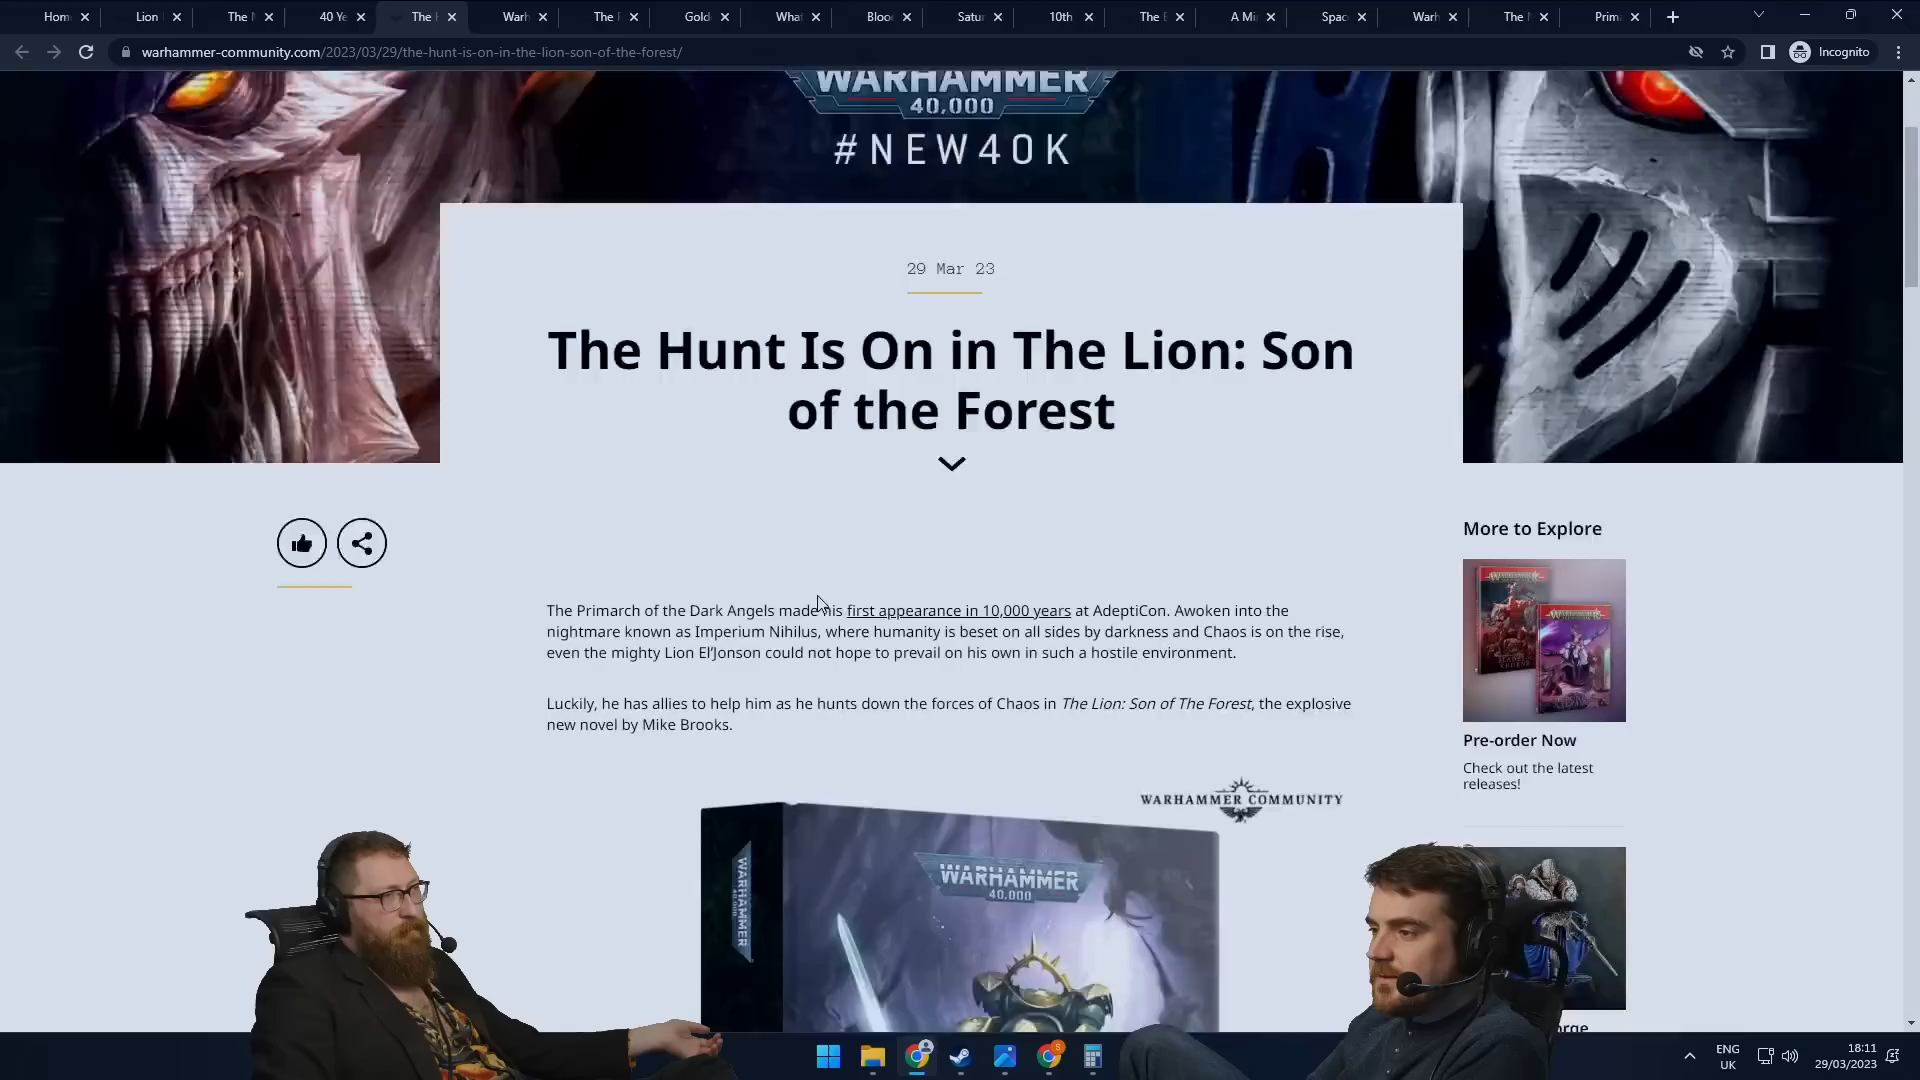 Hom
Lion
The
40 Ye
The
Warh
The
Gold
What
Bloo
Satur
10th
The
A Mi
Spac
Warh
The
Prima
warhammer-community.com/2023/03/29/the-hunt-is-on-in-the-lion-son-of-the-forest/
Incognito
WARHAMMER
40,000
#NEW40K
29 Mar 23
The Hunt Is On in The Lion: Son
of the Forest
More to Explore
The Primarch of the Dark Angels made his first appearance in 10,000 years at AdeptiCon. Awoken into the
nightmare known as Imperium Nihilus, where humanity is beset on all sides by darkness and Chaos is on the rise,
even the mighty Lion El’Jonson could not hope to prevail on his own in such a hostile environment.
Luckily, he has allies to help him as he hunts down the forces of Chaos in The Lion: Son of The Forest, the explosive
new novel by Mike Brooks.
Pre-order Now
Check out the latest
releases!
WARHAMMER COMMUNITY
WARHAMMER
40,000
WARHAMMER
40,000
ENG
UK
18:11
29/03/2023